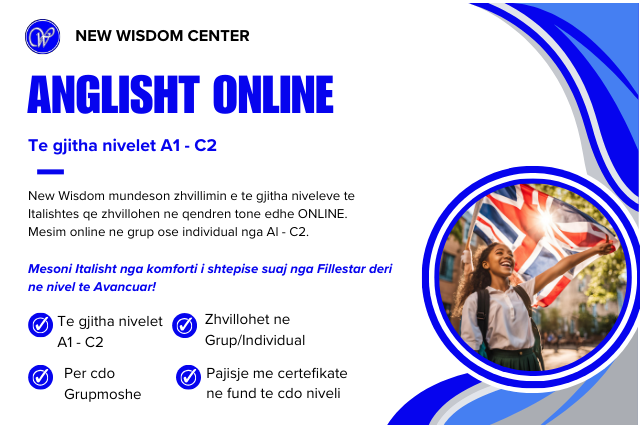 NEW WISDOM CENTER
ANGLISHT ONLINE
Te gjitha nivelet A1 - C2
New Wisdom mundeson zhvillimin e te gjitha niveleve te
Italishtes qe zhvillohen ne qendren tone edhe ONLINE.
Mesim online ne grup ose individual nga Al - C2.
Mesoni Italisht nga komforti i shtepise suaj nga Fillestar deri
ne nivel te Avancuar!
Te gjitha nivelet
A1 - C2
Zhvillohet ne
Grup/Individual
Per cdo
Grupmoshe
Pajisje me certefikate
ne fund te cdo niveli